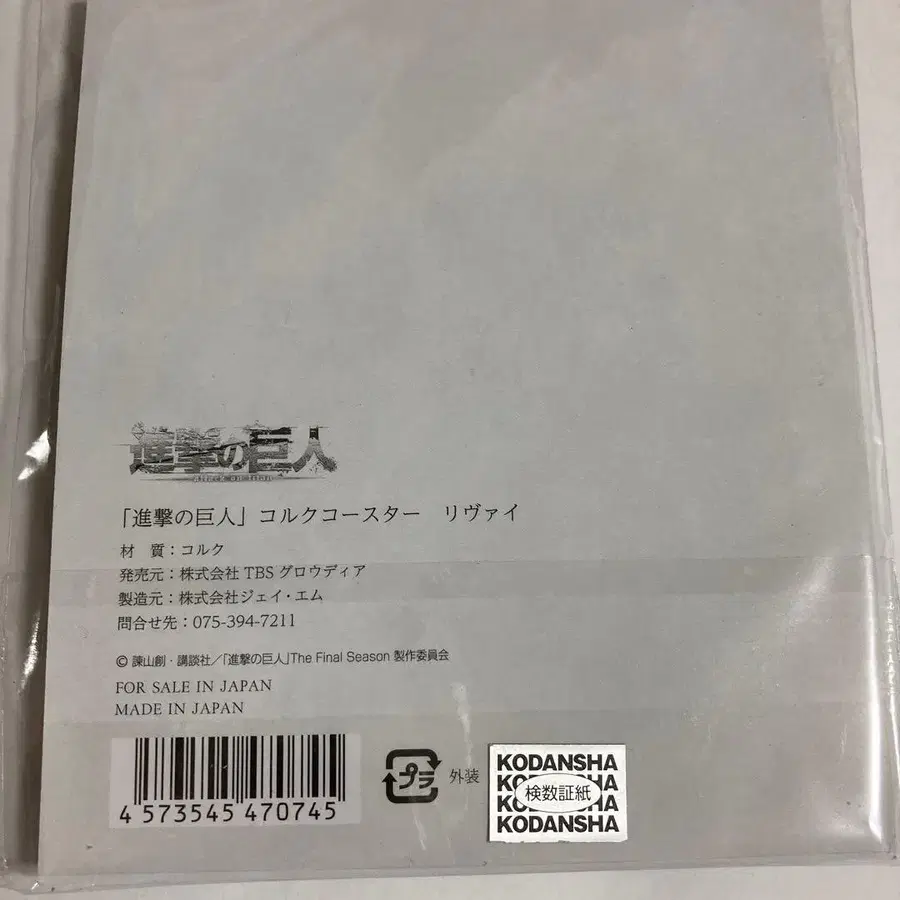 進撃の巨人
attack on titan
「進撃の巨人」コルクコースター　リヴァイ
材　質：コルク
発売元：株式会社 TBS グロウディア
製造元：株式会社ジェイ・エム
問合せ先：075-394-7211
© 諫山創・講談社／「進撃の巨人」The Final Season 製作委員会
FOR SALE IN JAPAN
MADE IN JAPAN
4 573545 470745
プラ 外装
KODANSHA
検数証紙
KODANSHA